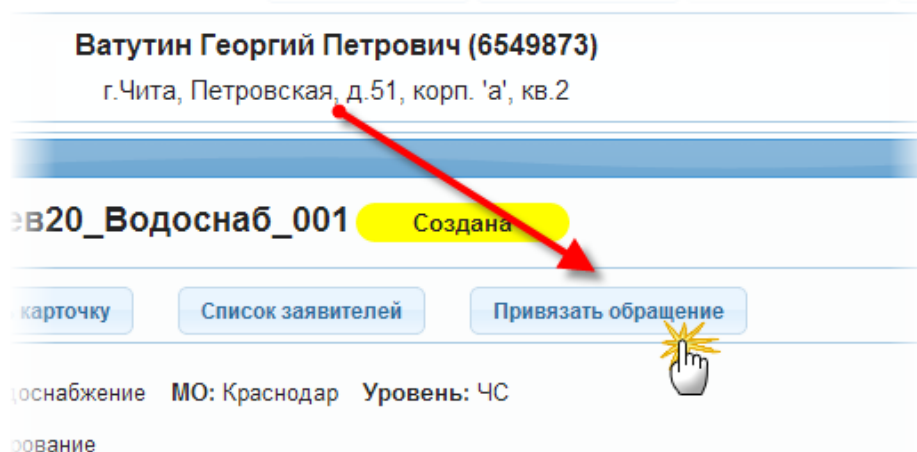 Ватутин Георгий Петрович (6549873)
г.Чита, Петровская, д.51, корп. 'а', кв.2
ев20_Водоснаб_001 Создана
карточку Список заявителей Привязать обращение
доснабжение МО: Краснодар Уровень: ЧС
рование